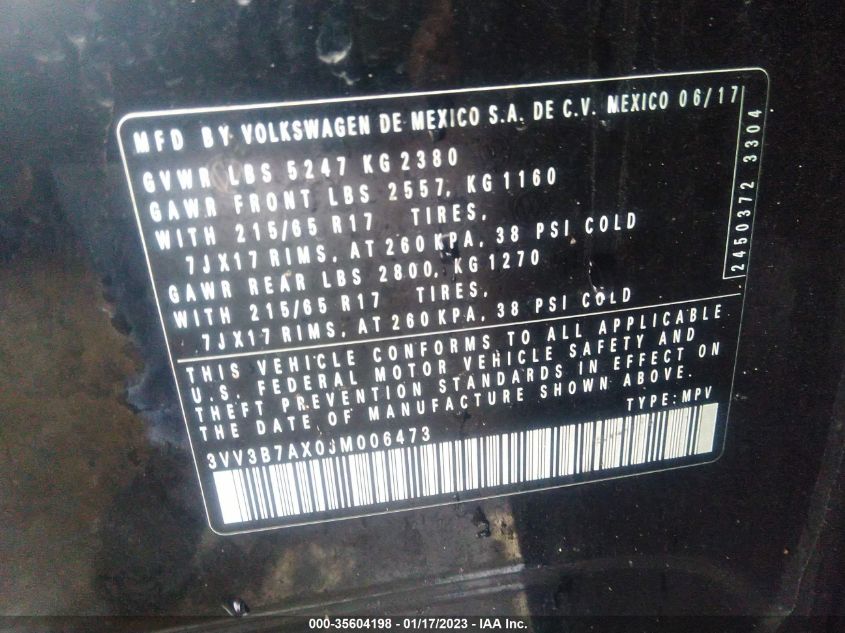 MFD BY VOLKSWAGEN DE MEXICO S.A. DE C.V. MEXICO 06/17
GVWR LBS 5247 KG 2380
GAWR FRONT LBS 2557, KG 1160
WITH 215/65 R17 TIRES,
7JX17 RIMS, AT 260 KPA, 38 PSI COLD
GAWR REAR LBS 2800, KG 1270
WITH 215/65 R17 TIRES,
7JX17 RIMS, AT 260 KPA, 38 PSI COLD
2450372 3304
THIS VEHICLE CONFORMS TO ALL APPLICABLE
U.S. FEDERAL MOTOR VEHICLE SAFETY AND
THEFT PREVENTION STANDARDS IN EFFECT ON
THE DATE OF MANUFACTURE SHOWN ABOVE.
TYPE: MPV
3VV3B7AX0JM006473
000-35604198 - 01/17/2023 - IAA Inc.